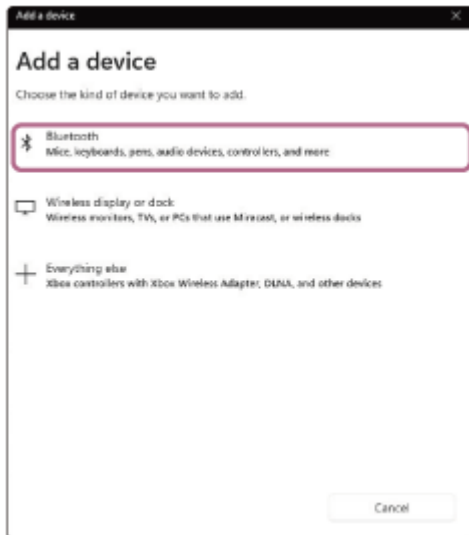 Add a device
Add a device
Choose the kind of device you want to add.
Bluetooth
Mice, keyboards, pens, audio devices, controllers, and more
Wireless display or dock
Wireless monitors, TVs, or PCs that use Miracast, or wireless docks
Everything else
Xbox controllers with Xbox Wireless Adapter, DLNA, and other devices
Cancel